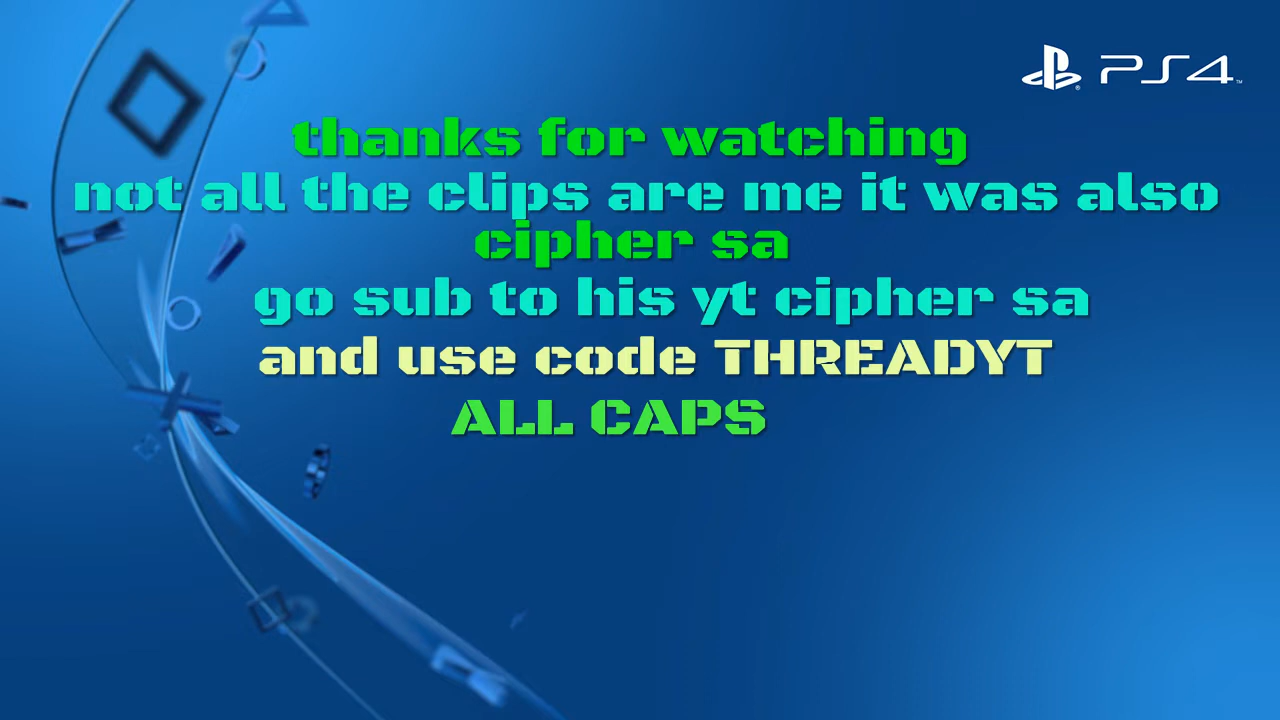 PS4
thanks for watching
not all the clips are me it was also
cipher sa
go sub to his yt cipher sa
and use code THREADYT
ALL CAPS